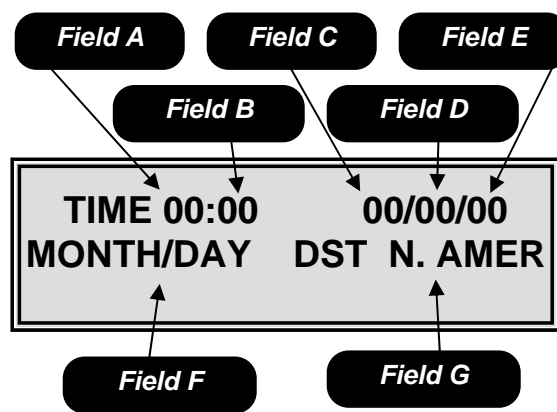 Field A
Field C
Field E
Field B
Field D
TIME 00:00 00/00/00
MONTH/DAY DST N. AMER
Field F
Field G